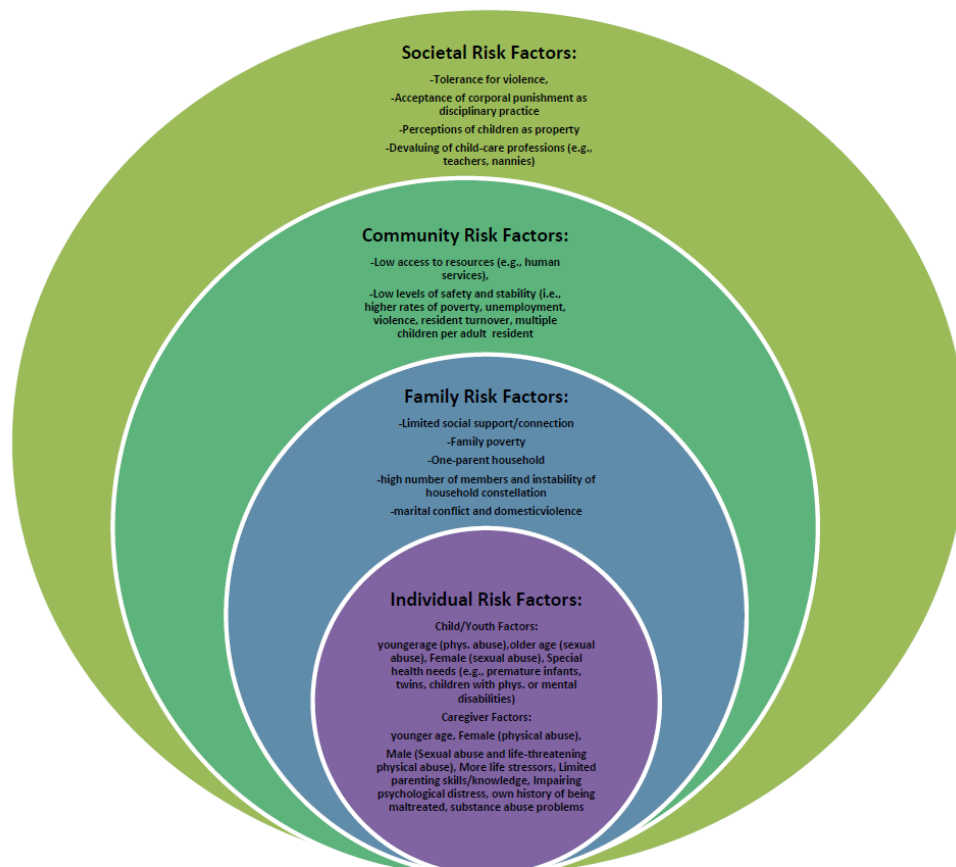 Societal Risk Factors:
-Tolerance for violence,
-Acceptance of corporal punishment as
disciplinary practice
-Perceptions of children as property
-Devaluing of child-care professions (e.g.,
teachers, nannies)
Community Risk Factors:
-Low access to resources (e.g., human
services),
-Low levels of safety and stability (i.e.,
higher rates of poverty, unemployment,
violence, resident turnover, multiple
children per adult resident
Family Risk Factors:
-Limited social support/connection
-Family poverty
-One-parent household
-high number of members and instability of
household constellation
-marital conflict and domesticviolence
Individual Risk Factors:
Child/Youth Factors:
youngerage (phys. abuse),older age (sexual
abuse), Female (sexual abuse), Special
health needs (e.g., premature infants,
twins, children with phys. or mental
disabilities)
Caregiver Factors:
younger age, Female (physical abuse),
Male (Sexual abuse and life-threatening
physical abuse), More life stressors, Limited
parenting skills/knowledge, Impairing
psychological distress, own history of being
maltreated, substance abuse problems